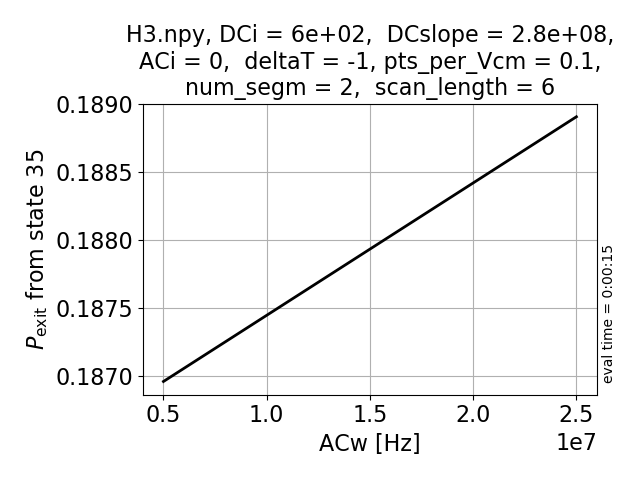 H3.npy, DCi = 6e+02,  DCslope = 2.8e+08,
ACi = 0,  deltaT = -1, pts_per_Vcm = 0.1,
num_segm = 2,  scan_length = 6
0.1890
0.1885
0.1880
0.1875
0.1870
P_exit from state 35
eval time = 0:00:15
0.5 1.0 1.5 2.0 2.5
1e7
ACw [Hz]